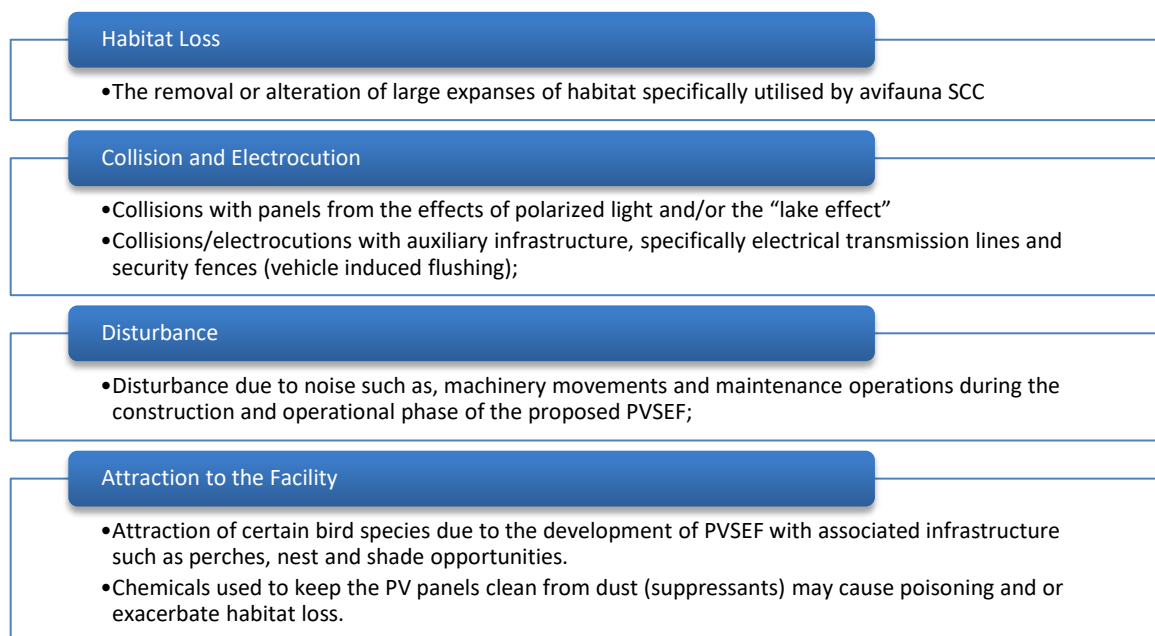 Habitat Loss
•The removal or alteration of large expanses of habitat specifically utilised by avifauna SCC
Collision and Electrocution
•Collisions with panels from the effects of polarized light and/or the “lake effect”
•Collisions/electrocutions with auxiliary infrastructure, specifically electrical transmission lines and
security fences (vehicle induced flushing);
Disturbance
•Disturbance due to noise such as, machinery movements and maintenance operations during the
construction and operational phase of the proposed PVSEF;
Attraction to the Facility
•Attraction of certain bird species due to the development of PVSEF with associated infrastructure
such as perches, nest and shade opportunities.
•Chemicals used to keep the PV panels clean from dust (suppressants) may cause poisoning and or
exacerbate habitat loss.